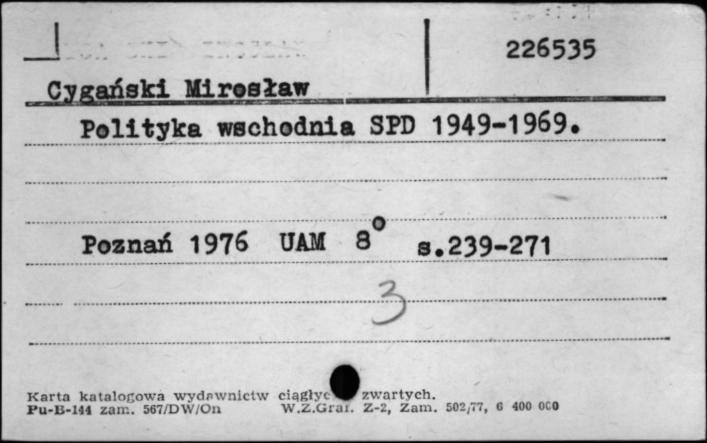 226535
Cygański Mirosław
Polityka wschodnia SPD 1949-1969.
Poznań 1976 UAM 8° s.239-271
3
Karta katalogowa wydawnictw zwartych.
Pu-B-144 zam. 567/DW/On W.Z.Graf. Z-2, Zam. 502/77, 6 400 000